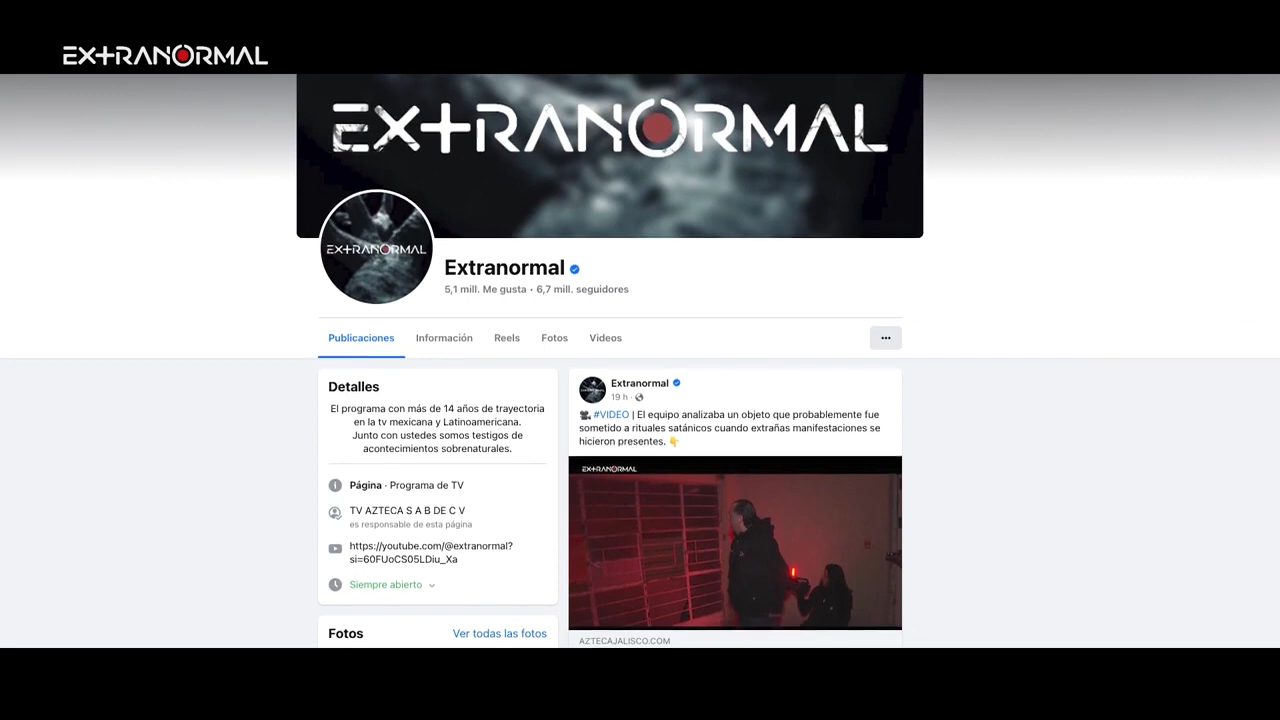 EXTRANORMAL
EXTRANORMAL
EXTRANORMAL
Extranormal
5,1 mill. Me gusta • 6,7 mill. seguidores
Publicaciones
Información
Reels
Fotos
Videos
Detalles
El programa con más de 14 años de trayectoria
en la tv mexicana y Latinoamericana.
Junto con ustedes somos testigos de
acontecimientos sobrenaturales.
Página · Programa de TV
TV AZTECA S A B DE C V
es responsable de esta página
https://youtube.com/@extranormal?
si=60FUoCS05LDiu_Xa
Siempre abierto
Fotos
Ver todas las fotos
Extranormal
19 h ·
#VIDEO | El equipo analizaba un objeto que probablemente fue
sometido a rituales satánicos cuando extrañas manifestaciones se
hicieron presentes. 👇
EXTRANORMAL
AZTECAJALISCO.COM